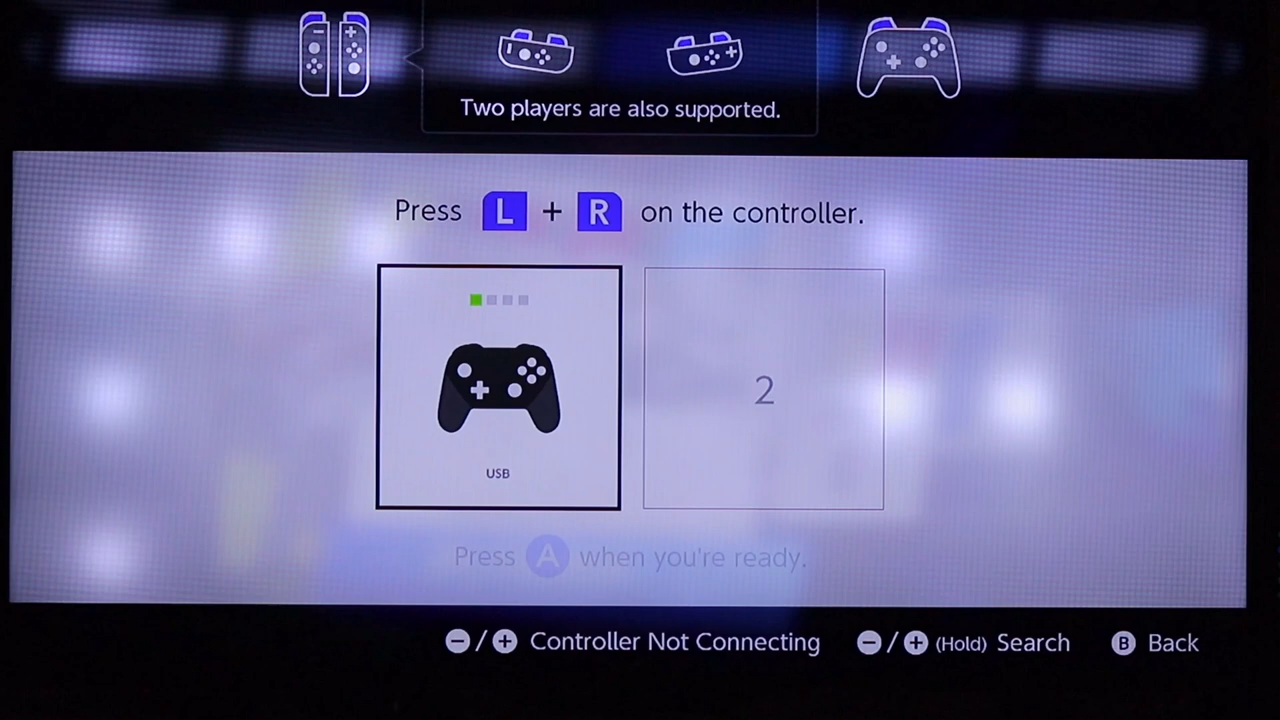 Two players are also supported.
Press L + R on the controller.
2
USB
Press A when you're ready.
−/+ Controller Not Connecting −/+ (Hold) Search B Back